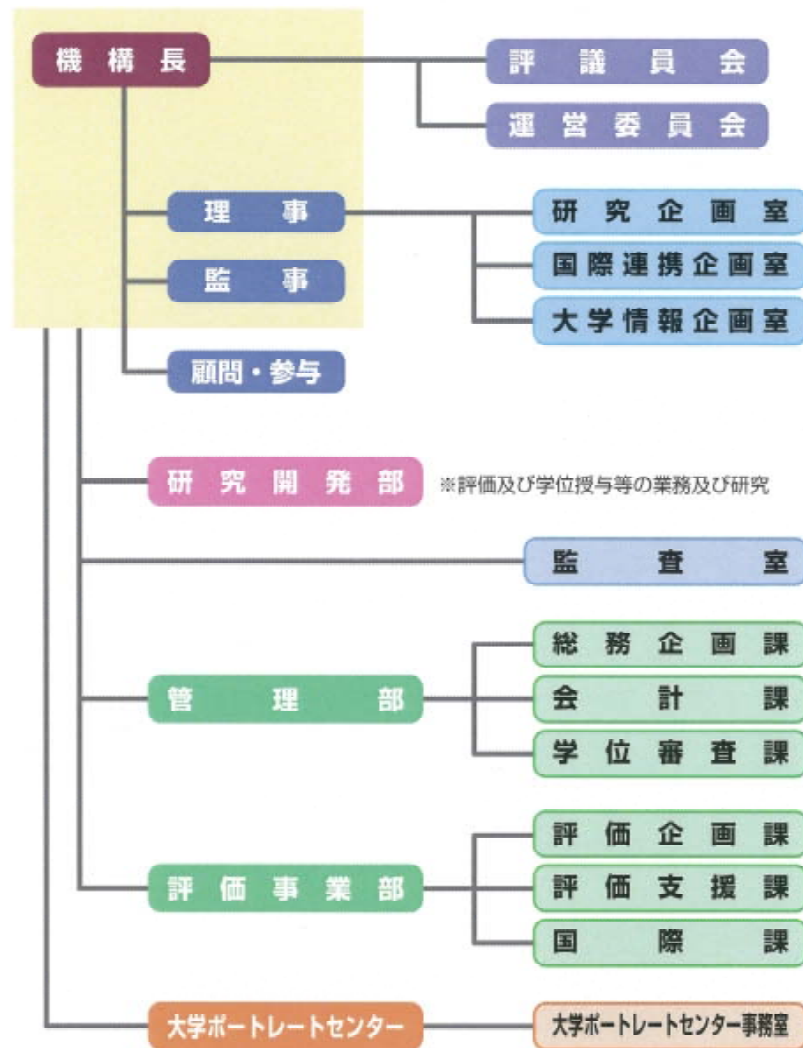 機構長
評議員会
運営委員会
理事
研究企画室
監事
国際連携企画室
大学情報企画室
顧問・参与
研究開発部
※評価及び学位授与等の業務及び研究
監査室
総務企画課
管理部
会計課
学位審査課
評価企画課
評価事業部
評価支援課
国際課
大学ポートレートセンター
大学ポートレートセンター事務室